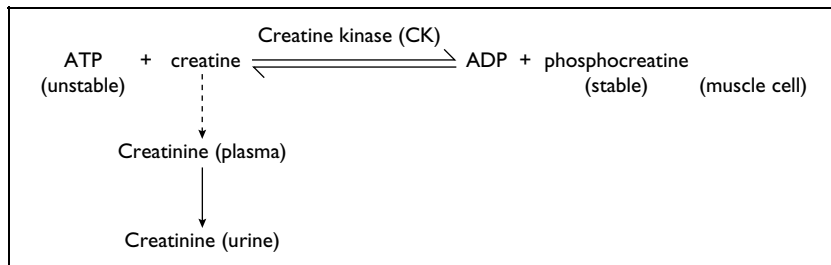 Creatine kinase (CK)
ATP + creatine ADP + phosphocreatine
(unstable) (stable) (muscle cell)
Creatinine (plasma)
Creatinine (urine)